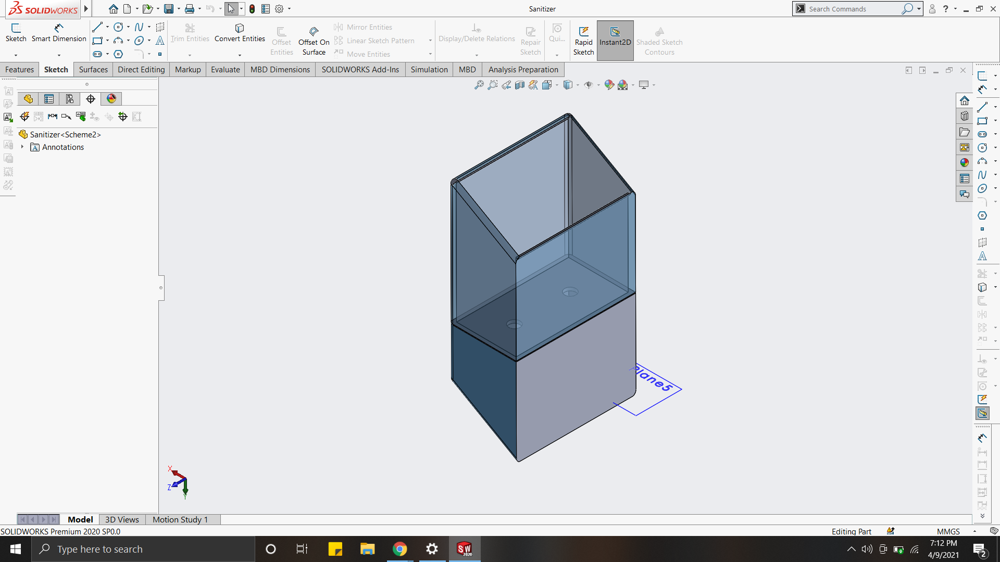 SOLIDWORKS
Sanitizer
Search Commands
?
Sketch
Smart Dimension
Trim Entities
Convert Entities
Offset Entities
Offset On Surface
Mirror Entities
Linear Sketch Pattern
Move Entities
Display/Delete Relations
Repair Sketch
Qui...
Rapid Sketch
Instant2D
Shaded Sketch Contours
Features
Sketch
Surfaces
Direct Editing
Markup
Evaluate
MBD Dimensions
SOLIDWORKS Add-Ins
Simulation
MBD
Analysis Preparation
Sanitizer<Scheme2>
Annotations
Plane5
X
Z
Y
Model
3D Views
Motion Study 1
SOLIDWORKS Premium 2020 SP0.0
Editing Part
MMGS
Type here to search
SW
2020
7:12 PM
4/9/2021
2